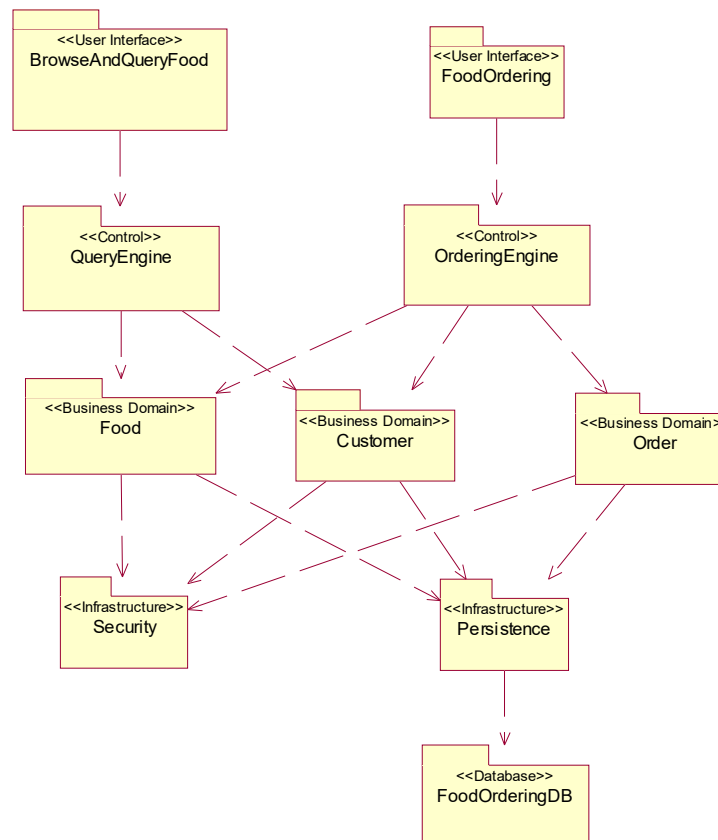 <<User Interface>>
BrowseAndQueryFood
<<User Interface>>
FoodOrdering
<<Control>>
QueryEngine
<<Control>>
OrderingEngine
<<Business Domain>>
Food
<<Business Domain>>
Customer
<<Business Domain>
Order
<<Infrastructure>>
Security
<<Infrastructure>>
Persistence
<<Database>>
FoodOrderingDB